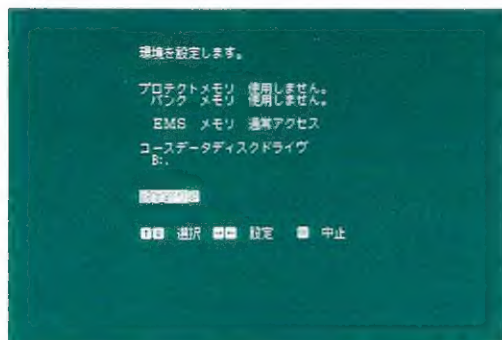 環境を設定します。
プロテクトメモリ 使用しません。
バンク メモリ 使用しません。
EMS メモリ 通常アクセス
コースデータディスクドライヴ
B:.
選択 設定 中止